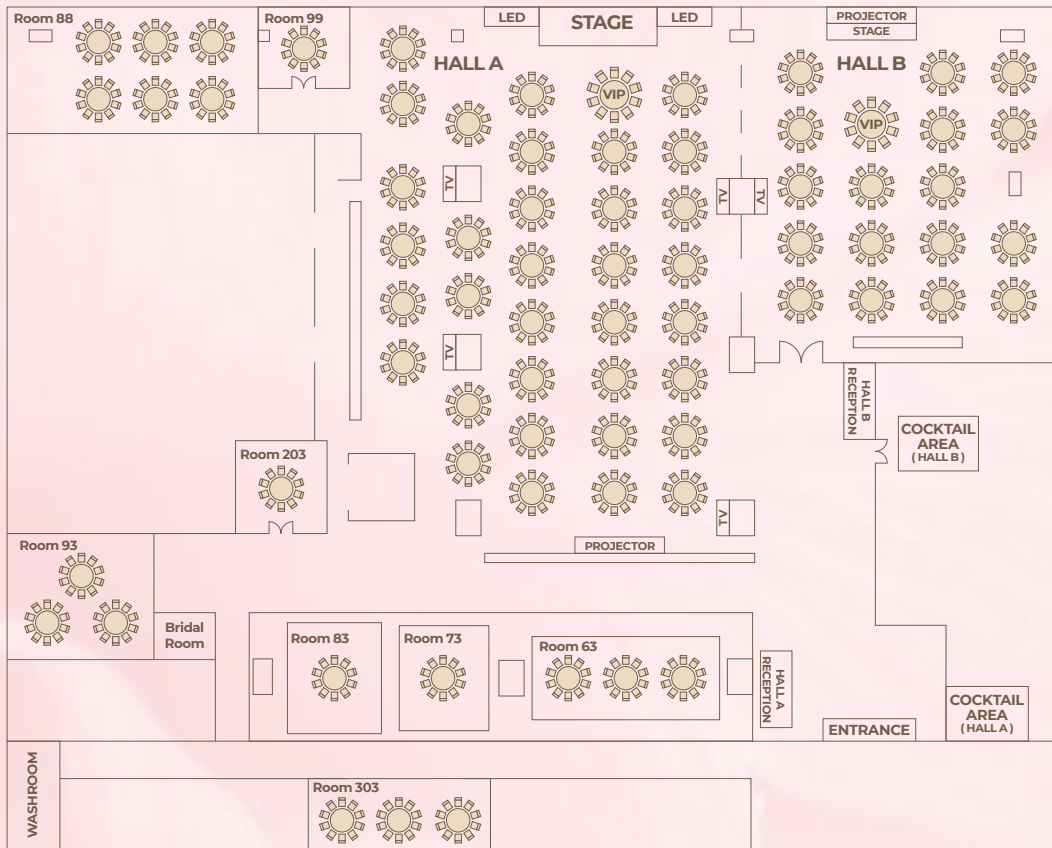 Room 88
Room 99
LED
STAGE
LED
PROJECTOR
STAGE
HALL A
HALL B
VIP
VIP
TV
TV
TV
TV
HALL B
RECEPTION
COCKTAIL
AREA
( HALL B )
Room 203
TV
PROJECTOR
Room 93
Bridal
Room
Room 83
Room 73
Room 63
HALL A
RECEPTION
COCKTAIL
AREA
( HALL A )
ENTRANCE
WASHROOM
Room 303